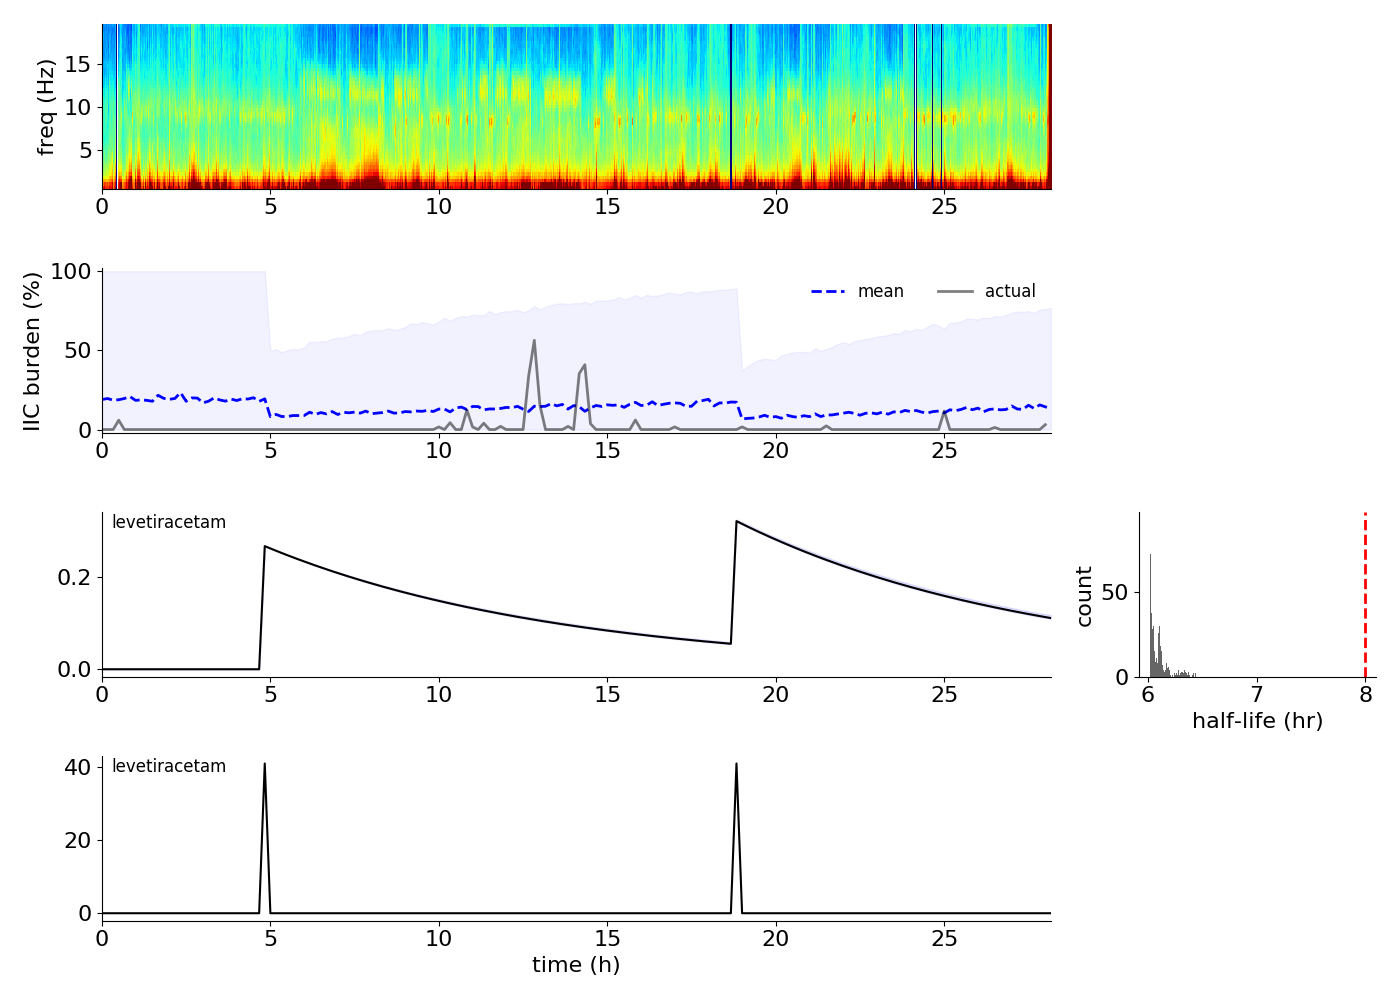 freq (Hz)
15
10
5
0 5 10 15 20 25
IIC burden (%)
100
50
0
mean actual
0 5 10 15 20 25
levetiracetam
0.2
0.0
0 5 10 15 20 25
count
50
0
6 7 8
half-life (hr)
levetiracetam
40
20
0
0 5 10 15 20 25
time (h)